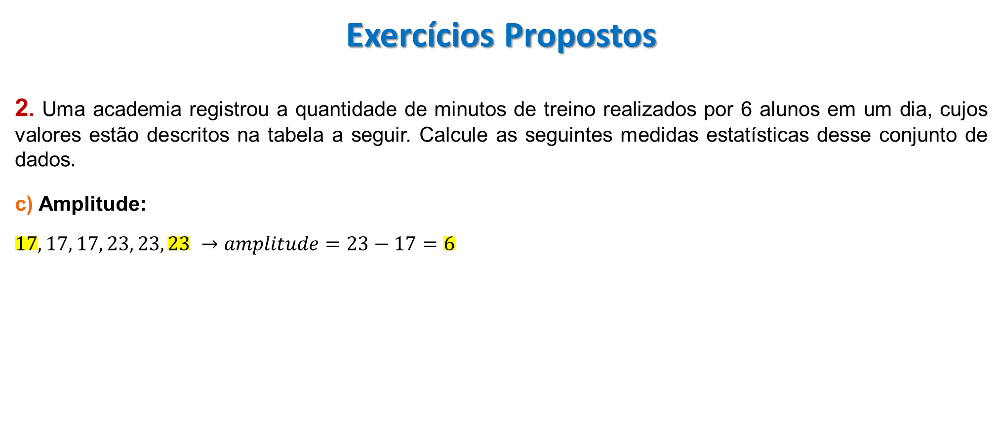 Exercícios Propostos
2. Uma academia registrou a quantidade de minutos de treino realizados por 6 alunos em um dia, cujos
valores estão descritos na tabela a seguir. Calcule as seguintes medidas estatísticas desse conjunto de
dados.
c) Amplitude:
17, 17, 17, 23, 23, 23 → amplitude = 23 − 17 = 6